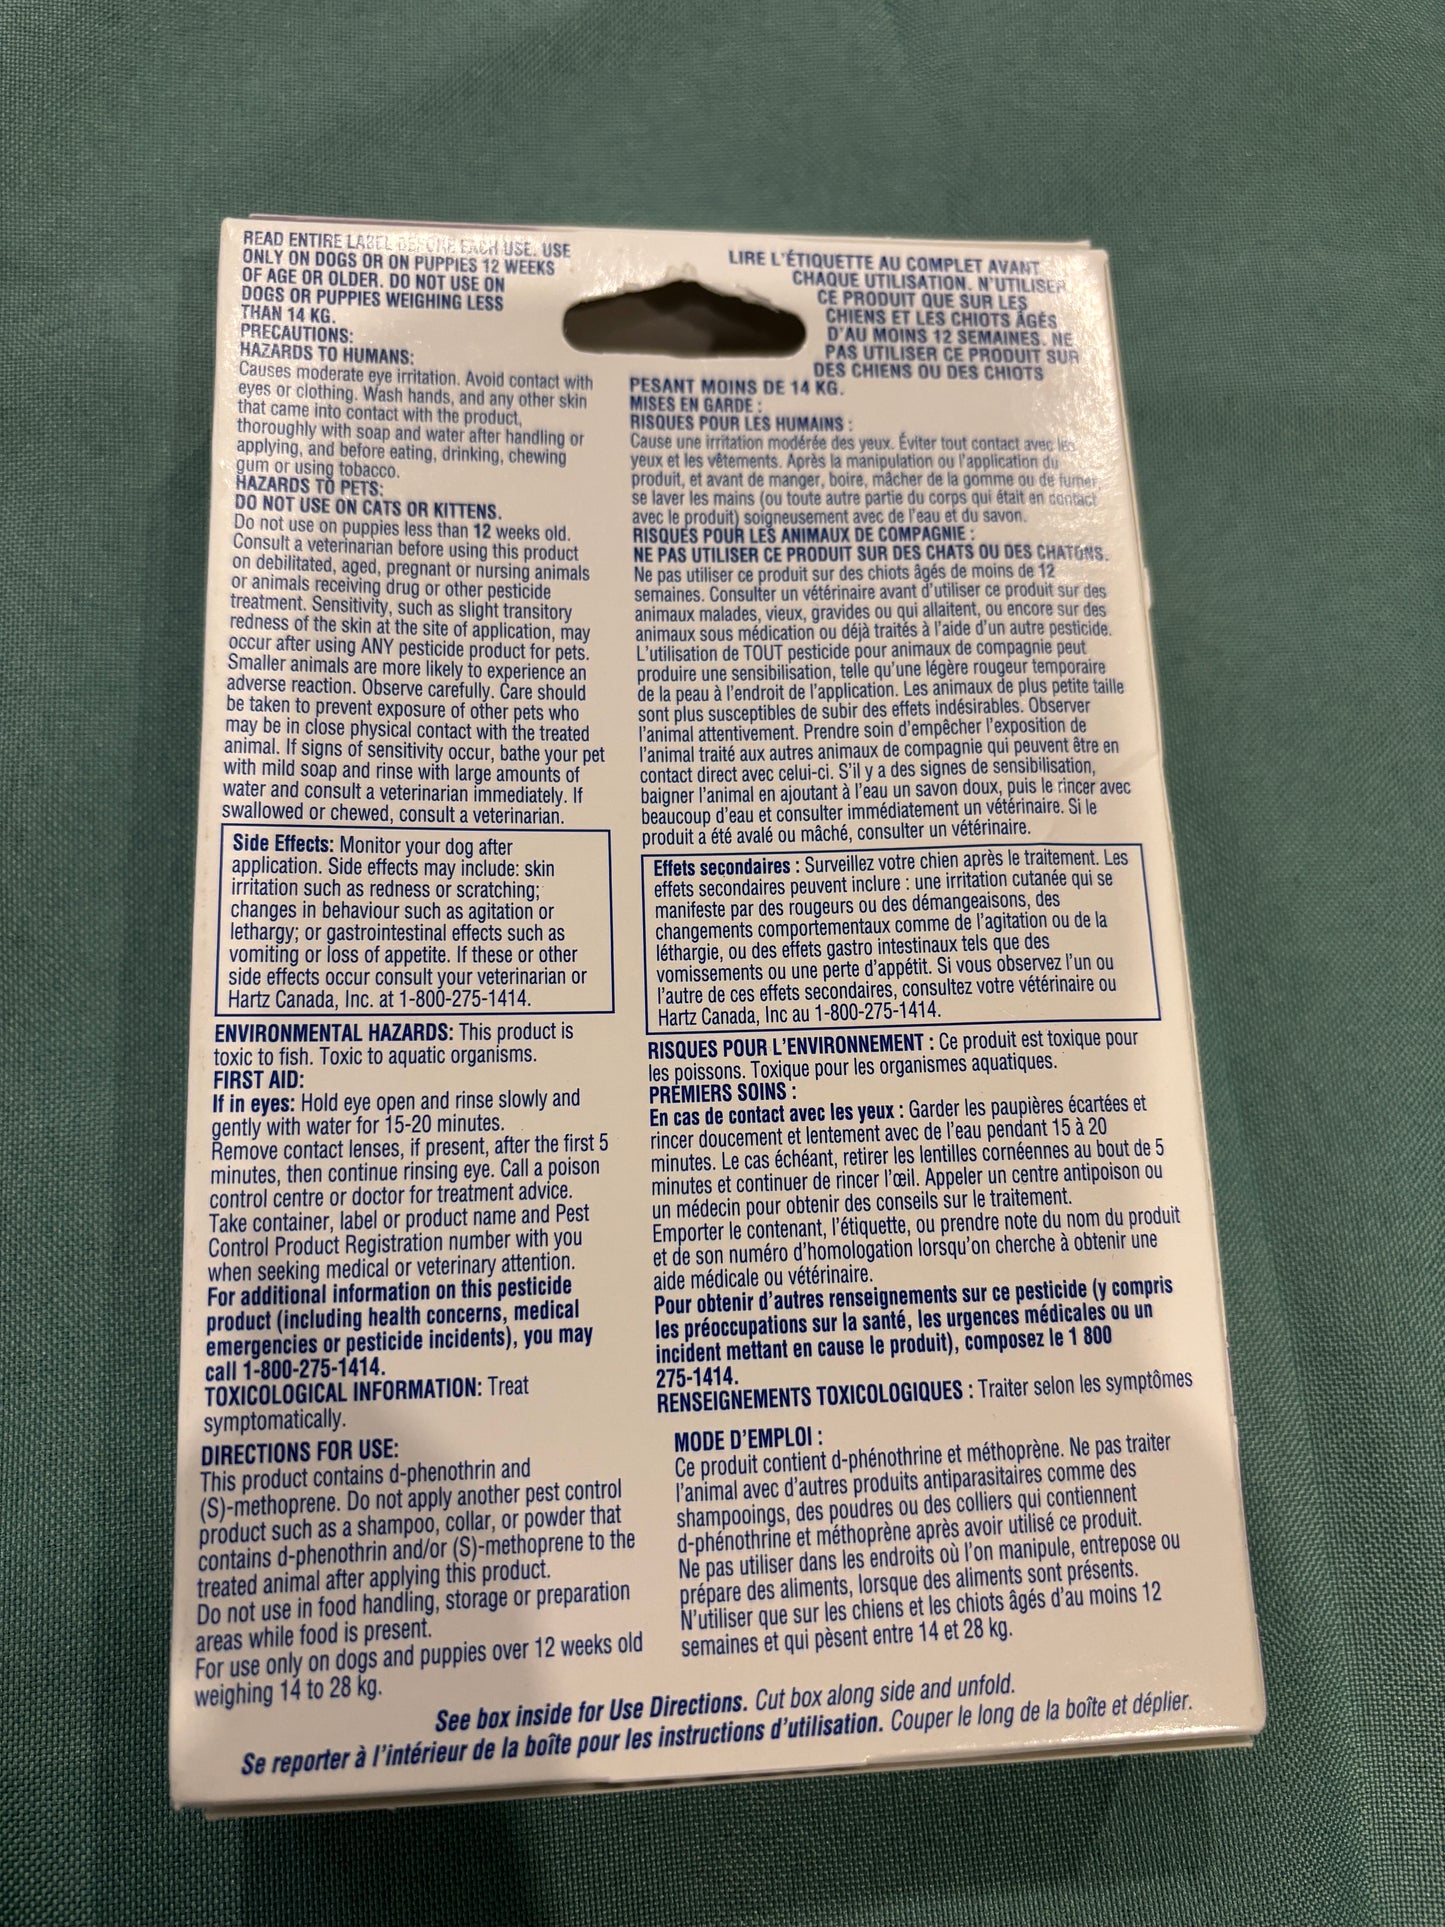 READ ENTIRE LABEL BEFORE EACH USE. USE
ONLY ON DOGS OR ON PUPPIES 12 WEEKS
OF AGE OR OLDER. DO NOT USE ON
DOGS OR PUPPIES WEIGHING LESS
THAN 14 KG.
PRECAUTIONS:
HAZARDS TO HUMANS:
Causes moderate eye irritation. Avoid contact with
eyes or clothing. Wash hands, and any other skin
that came into contact with the product,
thoroughly with soap and water after handling or
applying, and before eating, drinking, chewing
gum or using tobacco.
HAZARDS TO PETS:
DO NOT USE ON CATS OR KITTENS.
Do not use on puppies less than 12 weeks old.
Consult a veterinarian before using this product
on debilitated, aged, pregnant or nursing animals
or animals receiving drug or other pesticide
treatment. Sensitivity, such as slight transitory
redness of the skin at the site of application, may
occur after using ANY pesticide product for pets.
Smaller animals are more likely to experience an
adverse reaction. Observe carefully. Care should
be taken to prevent exposure of other pets who
may be in close physical contact with the treated
animal. If signs of sensitivity occur, bathe your pet
with mild soap and rinse with large amounts of
water and consult a veterinarian immediately. If
swallowed or chewed, consult a veterinarian.
Side Effects: Monitor your dog after
application. Side effects may include: skin
irritation such as redness or scratching;
changes in behaviour such as agitation or
lethargy; or gastrointestinal effects such as
vomiting or loss of appetite. If these or other
side effects occur consult your veterinarian or
Hartz Canada, Inc. at 1-800-275-1414.
ENVIRONMENTAL HAZARDS: This product is
toxic to fish. Toxic to aquatic organisms.
FIRST AID:
If in eyes: Hold eye open and rinse slowly and
gently with water for 15-20 minutes.
Remove contact lenses, if present, after the first 5
minutes, then continue rinsing eye. Call a poison
control centre or doctor for treatment advice.
Take container, label or product name and Pest
Control Product Registration number with you
when seeking medical or veterinary attention.
For additional information on this pesticide
product (including health concerns, medical
emergencies or pesticide incidents), you may
call 1-800-275-1414.
TOXICOLOGICAL INFORMATION: Treat
symptomatically.
DIRECTIONS FOR USE:
This product contains d-phenothrin and
(S)-methoprene. Do not apply another pest control
product such as a shampoo, collar, or powder that
contains d-phenothrin and/or (S)-methoprene to the
treated animal after applying this product.
Do not use in food handling, storage or preparation
areas while food is present.
For use only on dogs and puppies over 12 weeks old
weighing 14 to 28 kg.
LIRE L'ÉTIQUETTE AU COMPLET AVANT
CHAQUE UTILISATION. N'UTILISER
CE PRODUIT QUE SUR LES
CHIENS ET LES CHIOTS ÂGÉS
D'AU MOINS 12 SEMAINES. NE
PAS UTILISER CE PRODUIT SUR
DES CHIENS OU DES CHIOTS
PESANT MOINS DE 14 KG.
MISES EN GARDE :
RISQUES POUR LES HUMAINS :
Cause une irritation modérée des yeux. Éviter tout contact avec les
yeux et les vêtements. Après la manipulation ou l'application du
produit, et avant de manger, boire, mâcher de la gomme ou de fumer,
se laver les mains (ou toute autre partie du corps qui était en contact
avec le produit) soigneusement avec de l'eau et du savon.
RISQUES POUR LES ANIMAUX DE COMPAGNIE :
NE PAS UTILISER CE PRODUIT SUR DES CHATS OU DES CHATONS.
Ne pas utiliser ce produit sur des chiots âgés de moins de 12
semaines. Consulter un vétérinaire avant d'utiliser ce produit sur des
animaux malades, vieux, gravides ou qui allaitent, ou encore sur des
animaux sous médication ou déjà traités à l'aide d'un autre pesticide.
L'utilisation de TOUT pesticide pour animaux de compagnie peut
produire une sensibilisation, telle qu'une légère rougeur temporaire
de la peau à l'endroit de l'application. Les animaux de plus petite taille
sont plus susceptibles de subir des effets indésirables. Observer
l'animal attentivement. Prendre soin d'empêcher l'exposition de
l'animal traité aux autres animaux de compagnie qui peuvent être en
contact direct avec celui-ci. S'il y a des signes de sensibilisation,
baigner l'animal en ajoutant à l'eau un savon doux, puis le rincer avec
beaucoup d'eau et consulter immédiatement un vétérinaire. Si le
produit a été avalé ou mâché, consulter un vétérinaire.
Effets secondaires : Surveillez votre chien après le traitement. Les
effets secondaires peuvent inclure : une irritation cutanée qui se
manifeste par des rougeurs ou des démangeaisons, des
changements comportementaux comme de l'agitation ou de la
léthargie, ou des effets gastro intestinaux tels que des
vomissements ou une perte d'appétit. Si vous observez l'un ou
l'autre de ces effets secondaires, consultez votre vétérinaire ou
Hartz Canada, Inc au 1-800-275-1414.
RISQUES POUR L'ENVIRONNEMENT : Ce produit est toxique pour
les poissons. Toxique pour les organismes aquatiques.
PREMIERS SOINS :
En cas de contact avec les yeux : Garder les paupières écartées et
rincer doucement et lentement avec de l'eau pendant 15 à 20
minutes. Le cas échéant, retirer les lentilles cornéennes au bout de 5
minutes et continuer de rincer l'œil. Appeler un centre antipoison ou
un médecin pour obtenir des conseils sur le traitement.
Emporter le contenant, l'étiquette, ou prendre note du nom du produit
et de son numéro d'homologation lorsqu'on cherche à obtenir une
aide médicale ou vétérinaire.
Pour obtenir d'autres renseignements sur ce pesticide (y compris
les préoccupations sur la santé, les urgences médicales ou un
incident mettant en cause le produit), composez le 1 800
275-1414.
RENSEIGNEMENTS TOXICOLOGIQUES : Traiter selon les symptômes
MODE D'EMPLOI :
Ce produit contient d-phénothrine et méthoprène. Ne pas traiter
l'animal avec d'autres produits antiparasitaires comme des
shampooings, des poudres ou des colliers qui contiennent
d-phénothrine et méthoprène après avoir utilisé ce produit.
Ne pas utiliser dans les endroits où l'on manipule, entrepose ou
prépare des aliments, lorsque des aliments sont présents.
N'utiliser que sur les chiens et les chiots âgés d'au moins 12
semaines et qui pèsent entre 14 et 28 kg.
See box inside for Use Directions. Cut box along side and unfold.
Se reporter à l'intérieur de la boîte pour les instructions d'utilisation. Couper le long de la boîte et déplier.